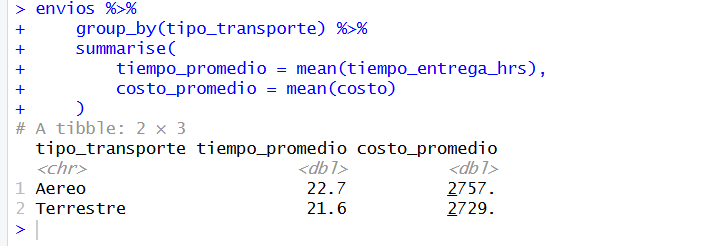 > envios %>%
+     group_by(tipo_transporte) %>%
+     summarise(
+         tiempo_promedio = mean(tiempo_entrega_hrs),
+         costo_promedio = mean(costo)
+     )
# A tibble: 2 × 3
  tipo_transporte tiempo_promedio costo_promedio
  <chr>                     <dbl>          <dbl>
1 Aereo                      22.7          2757.
2 Terrestre                  21.6          2729.
>